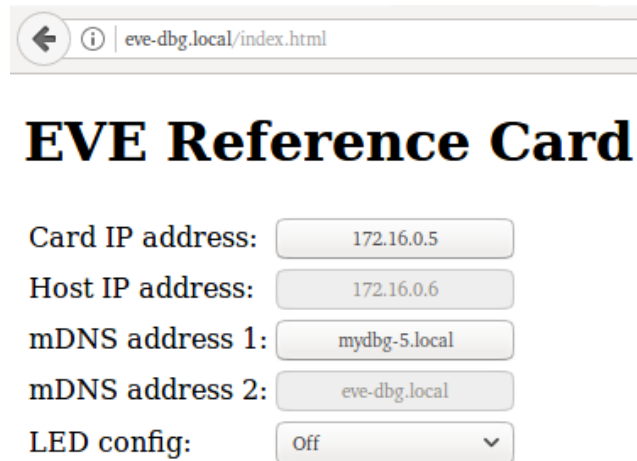 eve-dbg.local/index.html
EVE Reference Card
Card IP address: 172.16.0.5
Host IP address: 172.16.0.6
mDNS address 1: mydbg-5.local
mDNS address 2: eve-dbg.local
LED config: Off